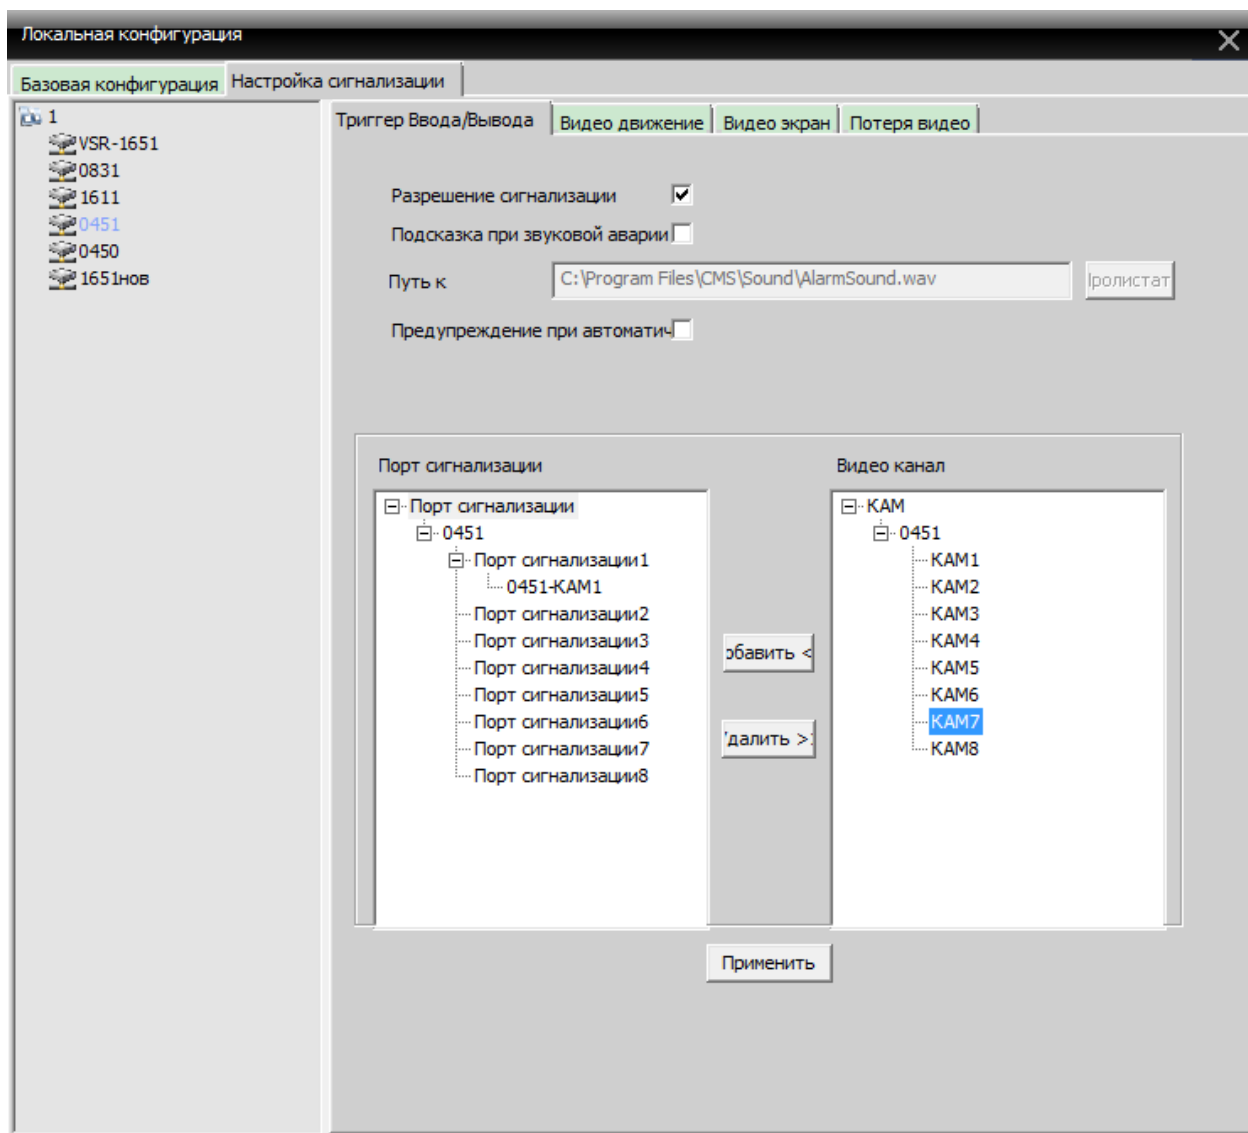 Локальная конфигурация
Базовая конфигурация Настройка сигнализации
1
VSR-1651
0831
1611
0451
0450
1651нов
Триггер Ввода/Вывода Видео движение Видео экран Потеря видео
Разрешение сигнализации
Подсказка при звуковой аварии
Путь к C:\Program Files\CMS\Sound\AlarmSound.wav Іролистат
Предупреждение при автоматич
Порт сигнализации Видео канал
Порт сигнализации
0451
Порт сигнализации1
0451-КАМ1
Порт сигнализации2
Порт сигнализации3
Порт сигнализации4
Порт сигнализации5
Порт сигнализации6
Порт сигнализации7
Порт сигнализации8
обавить <
далить >
КАМ
0451
КАМ1
КАМ2
КАМ3
КАМ4
КАМ5
КАМ6
КАМ7
КАМ8
Применить